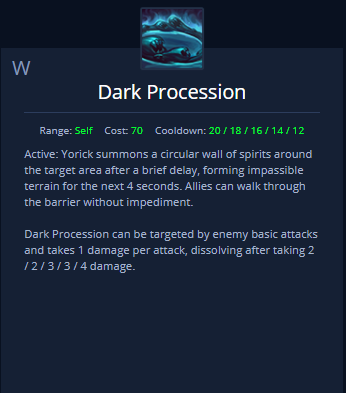 W
Dark Procession
Range: Self Cost: 70 Cooldown: 20 / 18 / 16 / 14 / 12
Active: Yorick summons a circular wall of spirits around
the target area after a brief delay, forming impassible
terrain for the next 4 seconds. Allies can walk through
the barrier without impediment.
Dark Procession can be targeted by enemy basic attacks
and takes 1 damage per attack, dissolving after taking 2
/ 2 / 3 / 3 / 4 damage.